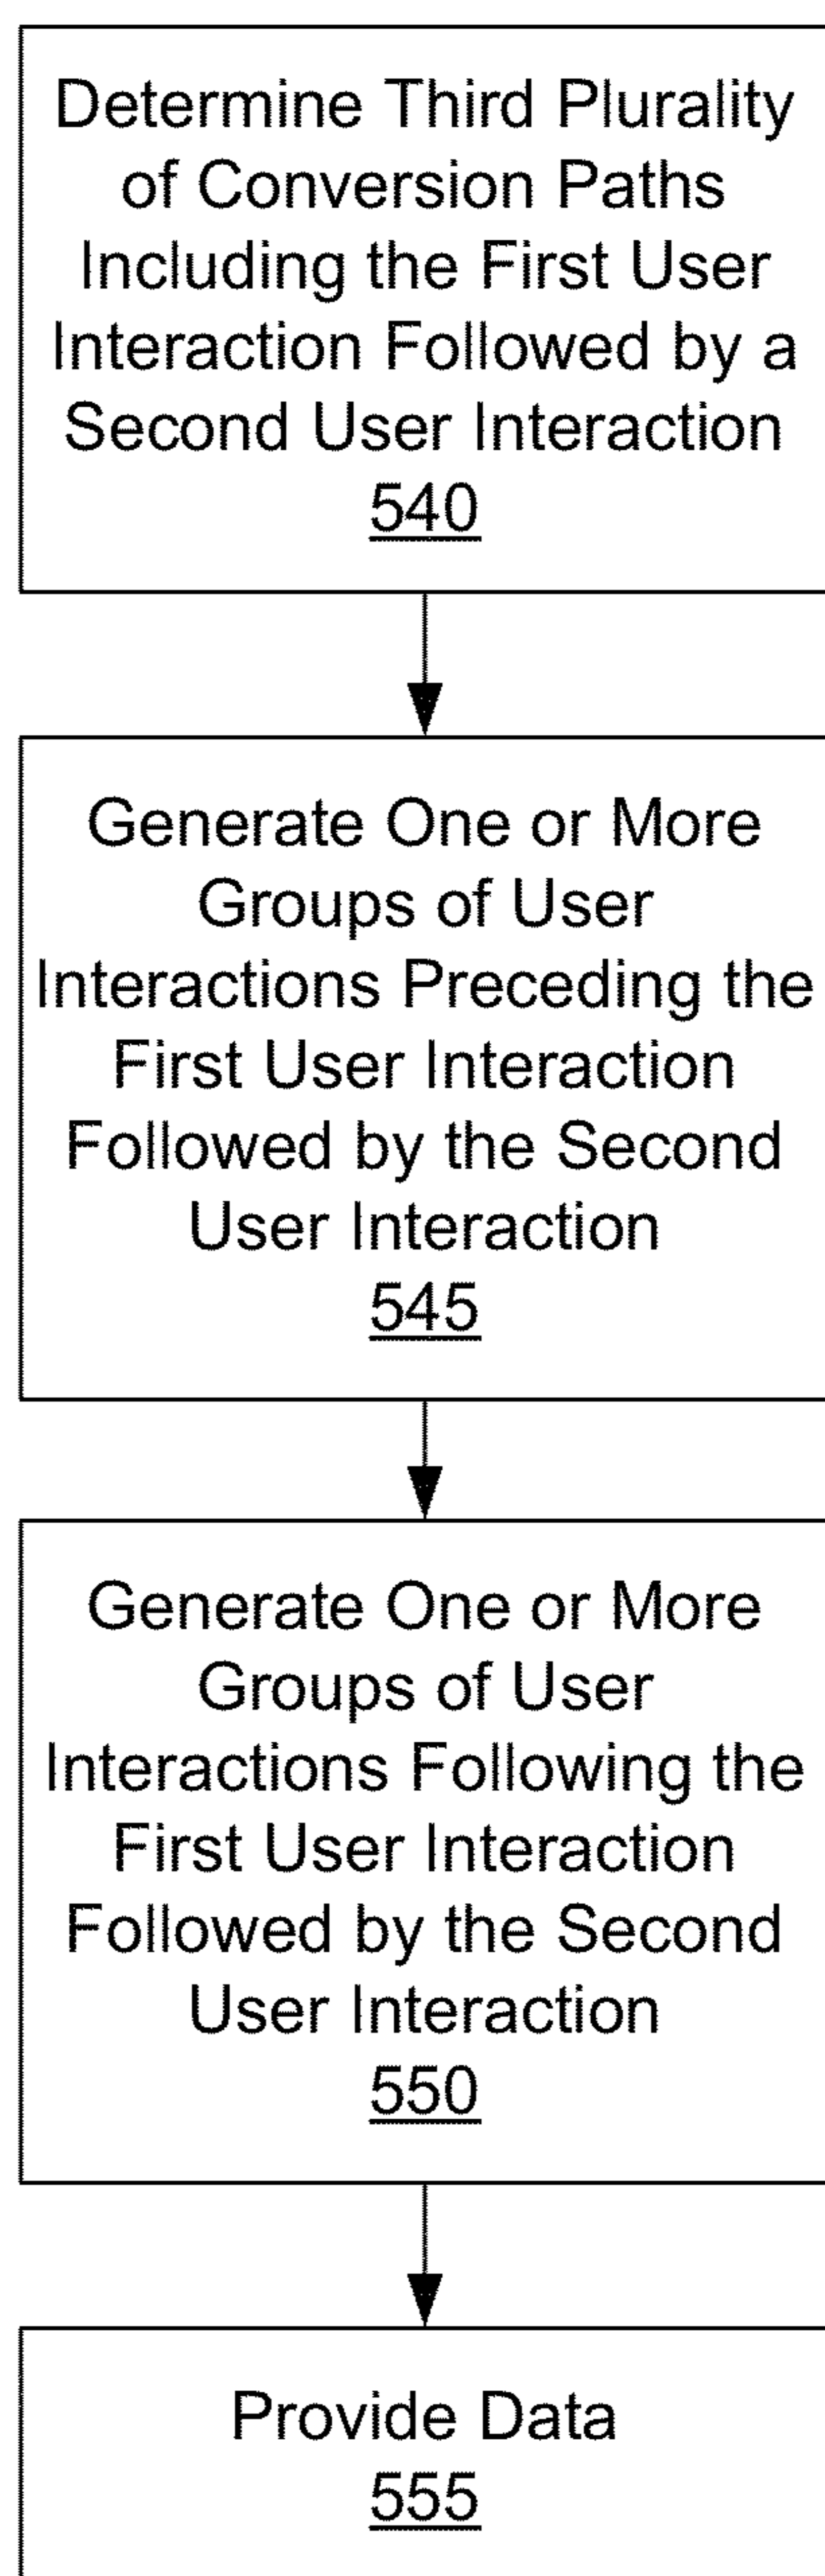 Determine Third Plurality
of Conversion Paths
Including the First User
Interaction Followed by a
Second User Interaction
540
Generate One or More
Groups of User
Interactions Preceding the
First User Interaction
Followed by the Second
User Interaction
545
Generate One or More
Groups of User
Interactions Following the
First User Interaction
Followed by the Second
User Interaction
550
Provide Data
555